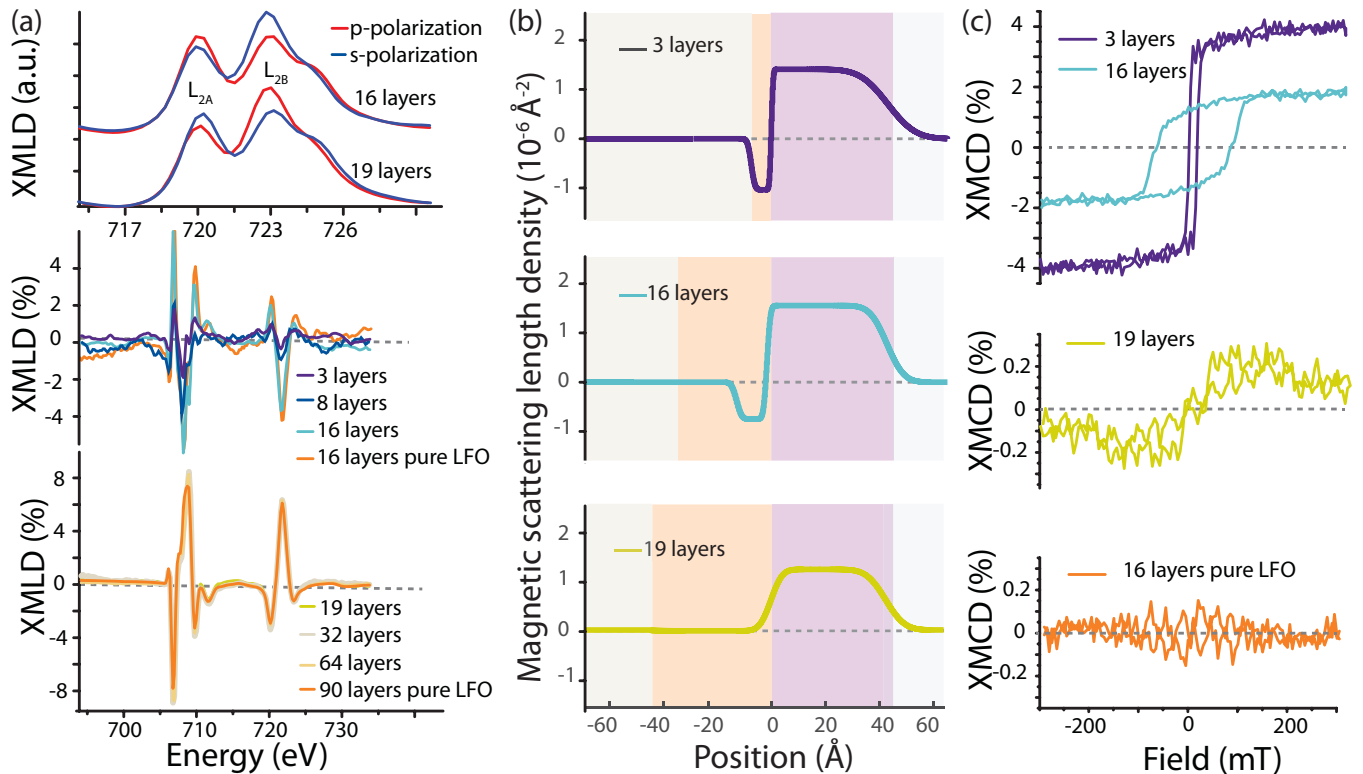 (a)
XMLD (a.u.)
p-polarization
s-polarization
L2A
L2B
16 layers
19 layers
717 720 723 726
XMLD (%)
4
2
0
-2
-4
3 layers
8 layers
16 layers
16 layers pure LFO
XMLD (%)
8
4
0
-4
-8
19 layers
32 layers
64 layers
90 layers pure LFO
700 710 720 730
Energy (eV)
(b)
Magnetic scattering length density (10⁻⁶ Å⁻²)
2
1
0
-1
3 layers
2
1
0
-1
16 layers
2
1
0
-1
19 layers
-60 -40 -20 0 20 40 60
Position (Å)
(c)
XMCD (%)
4
2
0
-2
-4
3 layers
16 layers
XMCD (%)
0.2
0
-0.2
19 layers
XMCD (%)
0.2
0
-0.2
16 layers pure LFO
-200 0 200
Field (mT)